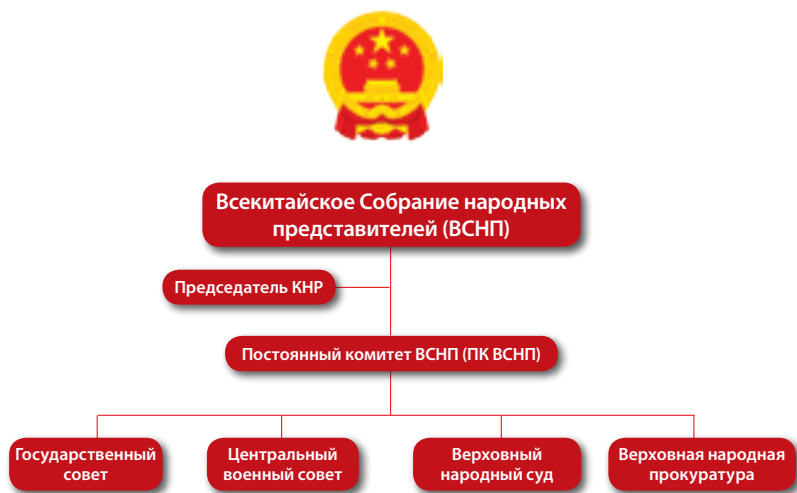 Всекитайское Собрание народных
представителей (ВСНП)
Председатель КНР
Постоянный комитет ВСНП (ПК ВСНП)
Государственный
совет
Центральный
военный совет
Верховный
народный суд
Верховная народная
прокуратура